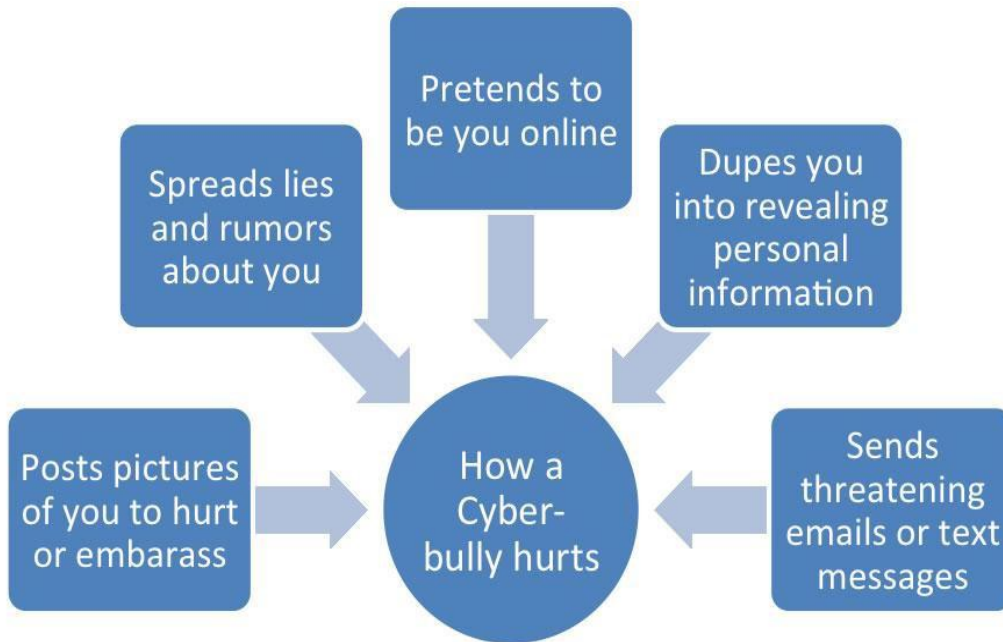 Pretends to
be you online
Spreads lies
and rumors
about you
Dupes you
into revealing
personal
information
Posts pictures
of you to hurt
or embarass
How a
Cyber-
bully hurts
Sends
threatening
emails or text
messages